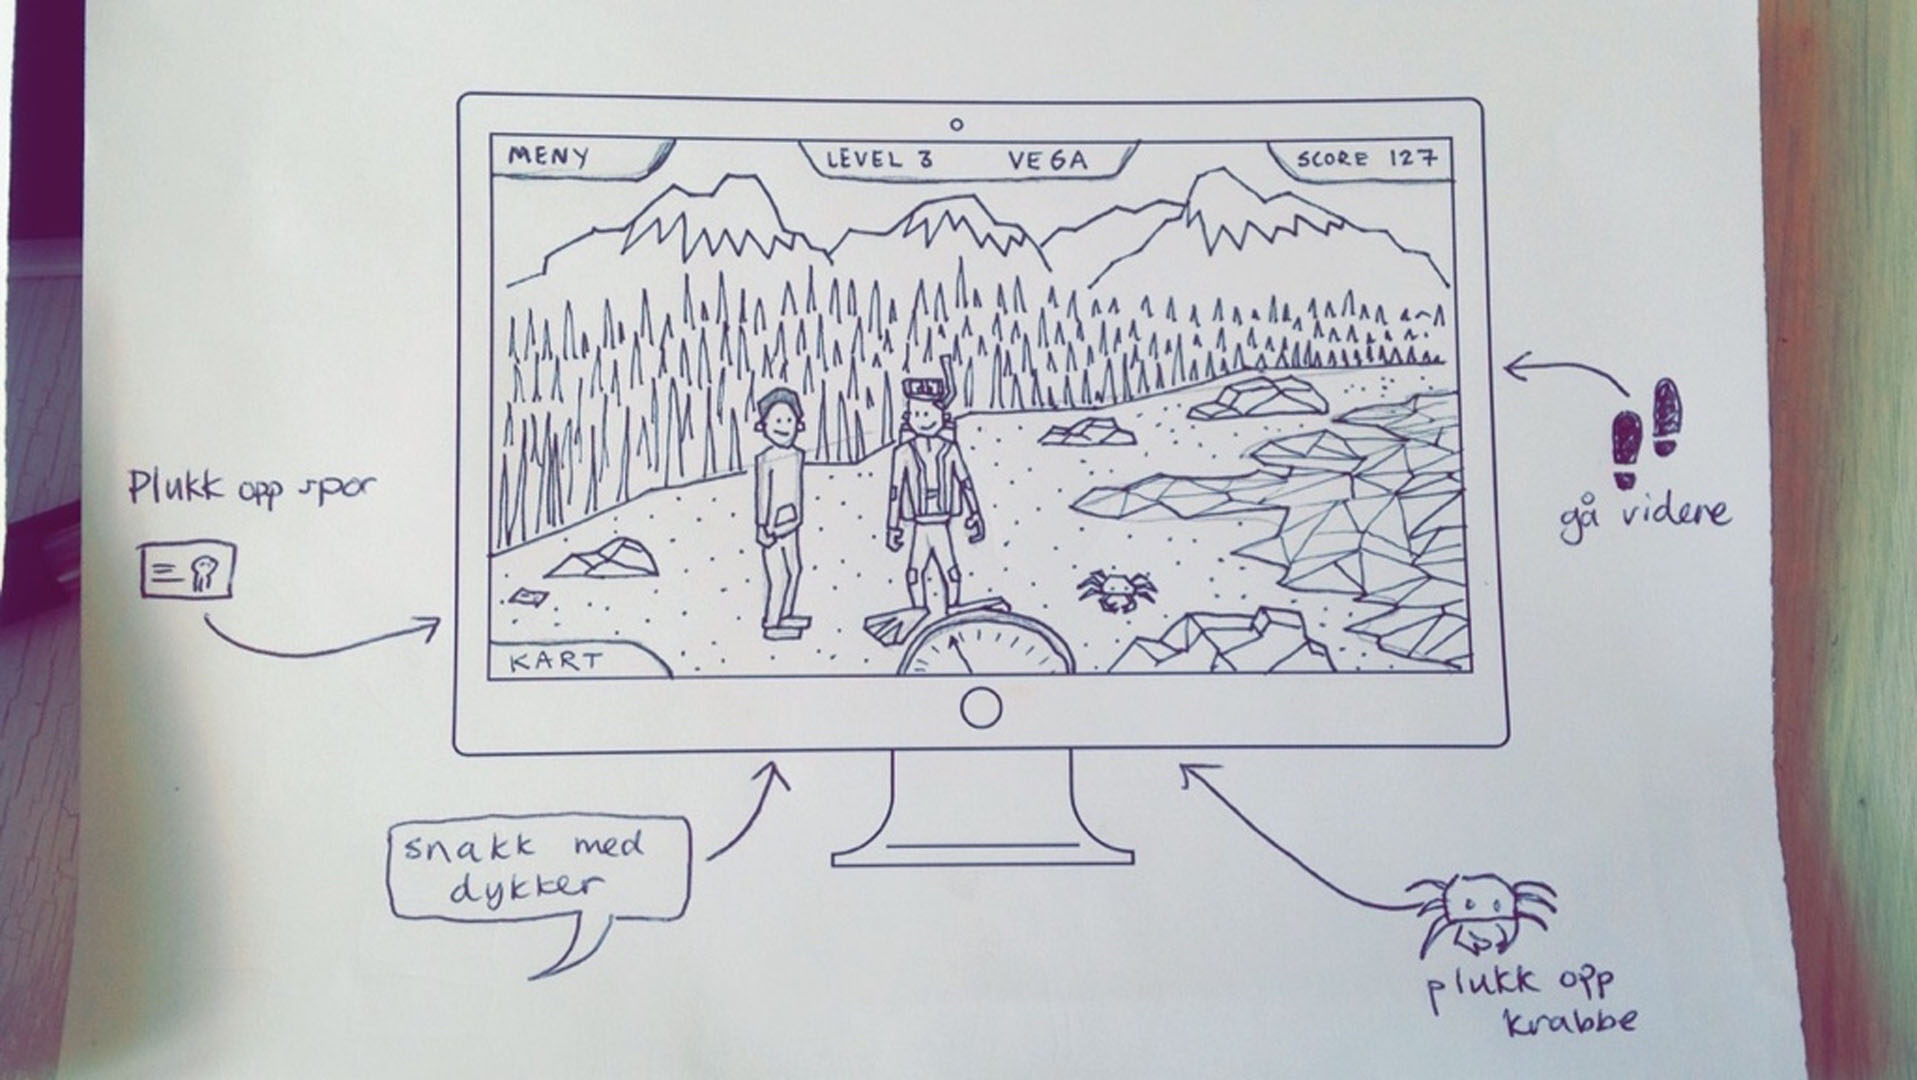 MENY
LEVEL 3 VEGA
SCORE 127
Plukk opp spor
gå videre
KART
snakk med
dykker
plukk opp
krabbe